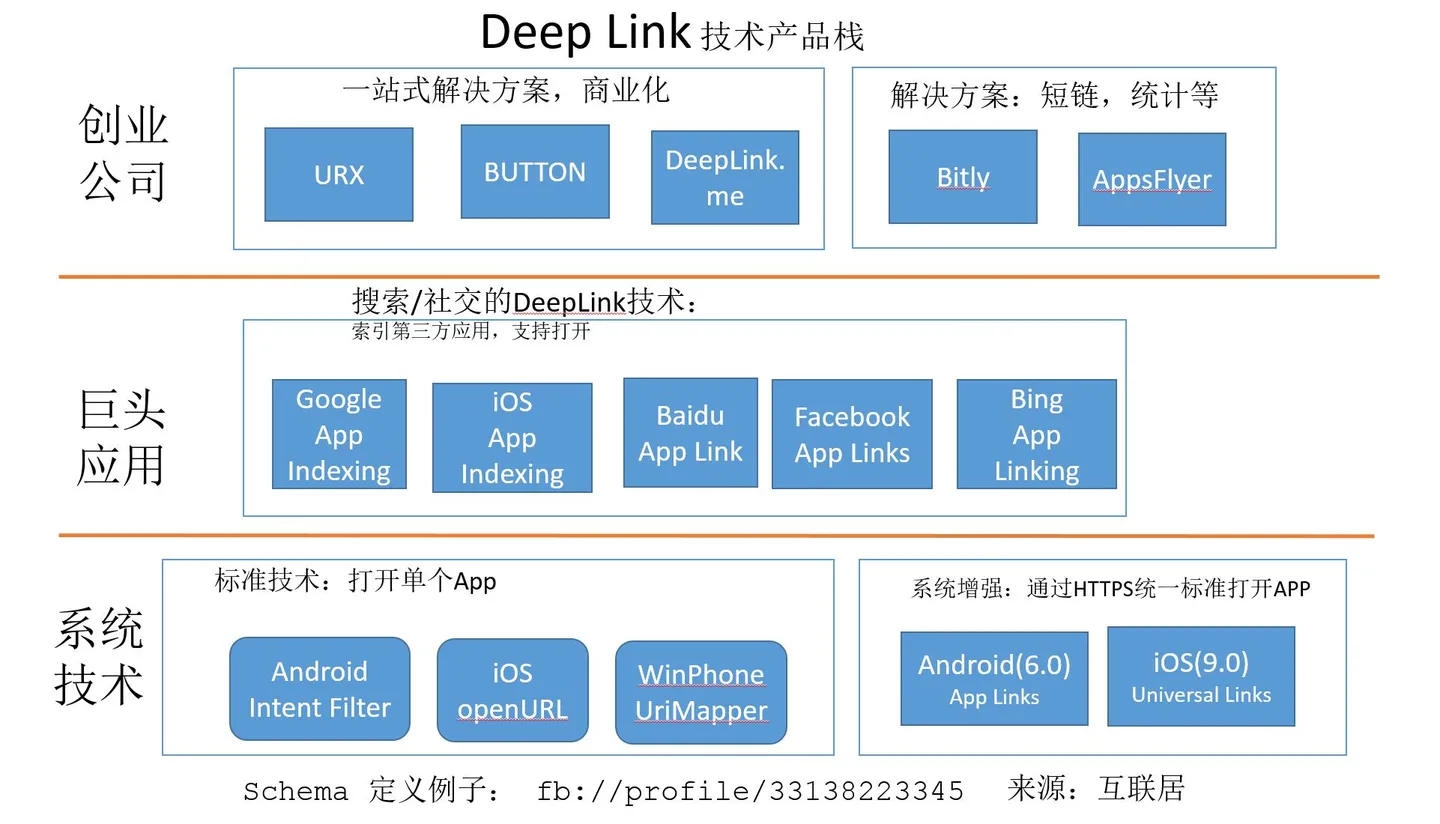 Deep Link 技术产品栈
创业
公司
一站式解决方案，商业化
URX
BUTTON
DeepLink.
me
解决方案：短链，统计等
Bitly
AppsFlyer
巨头
应用
搜索/社交的DeepLink技术：
索引第三方应用，支持打开
Google
App
Indexing
iOS
App
Indexing
Baidu
App Link
Facebook
App Links
Bing
App
Linking
系统
技术
标准技术：打开单个App
Android
Intent Filter
iOS
openURL
WinPhone
UriMapper
系统增强：通过HTTPS统一标准打开APP
Android(6.0)
App Links
iOS(9.0)
Universal Links
Schema 定义例子： fb://profile/33138223345 来源：互联居